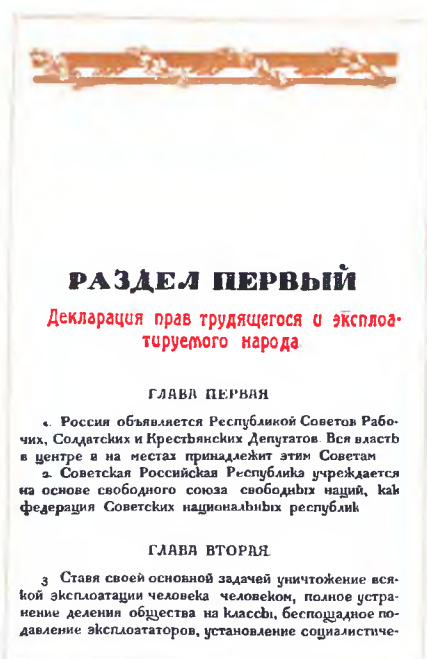 РАЗДЕЛ ПЕРВЫЙ
Декларация прав трудящегося и эксплоа-
тируемого народа
ГЛАВА ПЕРВАЯ
1. Россия объявляется Республикой Советов Рабо-
чих, Солдатских и Крестьянских Депутатов. Вся власть
в центре и на местах принадлежит этим Советам
2. Советская Российская Республика учреждается
на основе свободного союза свободных наций, как
федерация Советских национальных республик
ГЛАВА ВТОРАЯ
3 Ставя своей основной задачей уничтожение вся-
кой эксплоатации человека человеком, полное устра-
нение деления общества на классы, беспощадное по-
давление эксплоататоров, установление социалистиче-